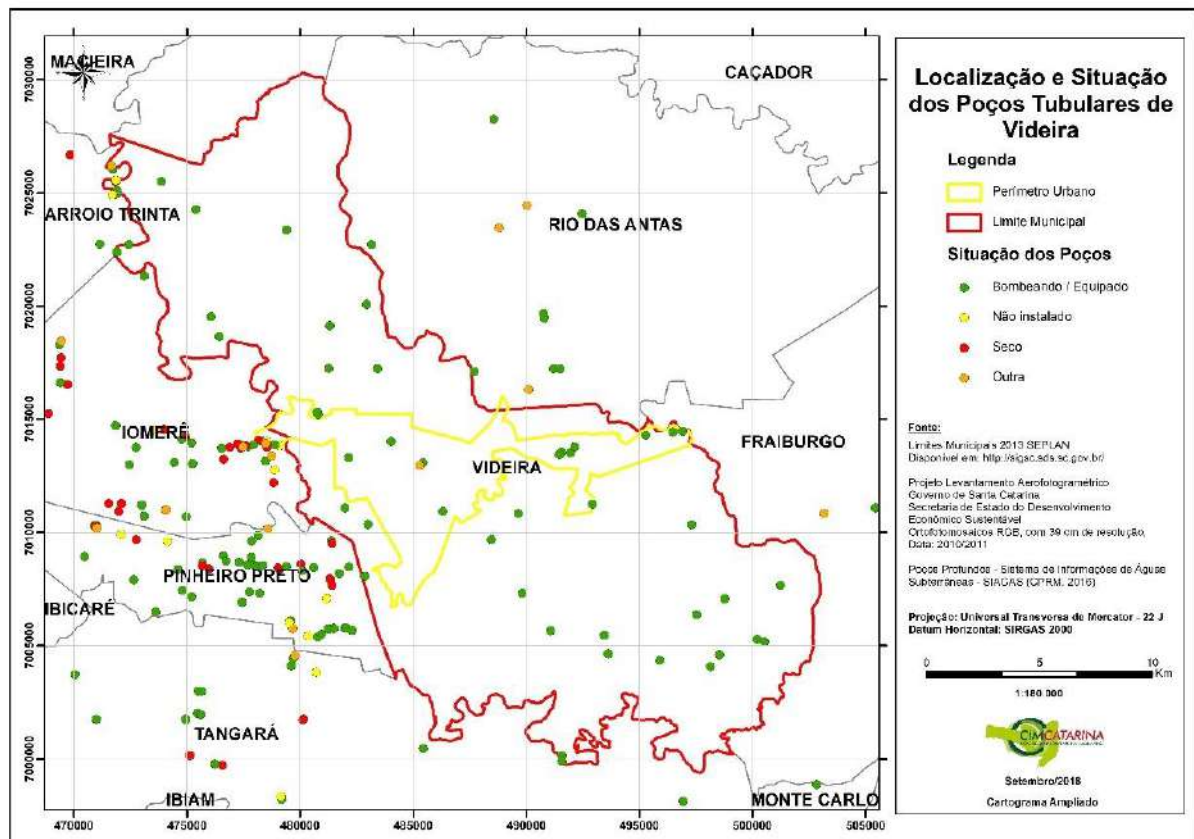 MACIEIRA
CAÇADOR
ARROIO TRINTA
RIO DAS ANTAS
IOMERÊ
VIDEIRA
FRAIBURGO
PINHEIRO PRETO
IBICARÉ
TANGARÁ
IBIAM
MONTE CARLO
7030000
7025000
7020000
7015000
7010000
7005000
7000000
470000
475000
480000
485000
490000
495000
500000
505000
Localização e Situação
dos Poços Tubulares de
Videira
Legenda
Perímetro Urbano
Limite Municipal
Situação dos Poços
Bombeando / Equipado
Não instalado
Seco
Outra
Fonte:
Limites Municipais 2013 SEPLAN
Disponível em: http://sigsc.sds.sc.gov.br/
Projeto Levantamento Aerofotogramétrico
Governo de Santa Catarina
Secretaria de Estado do Desenvolvimento
Econômico Sustentável
Ortofotomosaicos RGB, com 39 cm de resolução,
Data: 2010/2011
Poços Profundos - Sistema de Informações de Águas
Subterrâneas - SIAGAS (CPRM, 2016)
Projeção: Universal Transversa de Mercator - 22 J
Datum Horizontal: SIRGAS 2000
0 5 10
Km
1:180 000
CIMCATARINA
Setembro/2018
Cartograma Ampliado